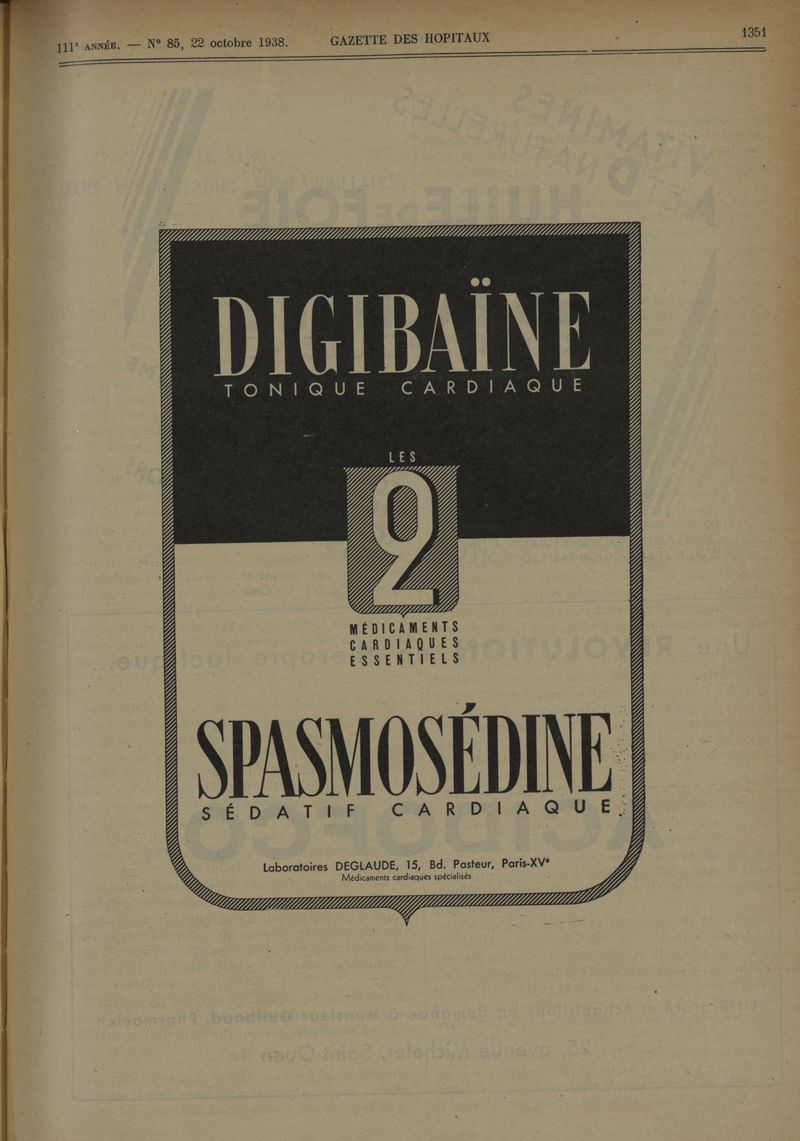 111e ANNÉE. — N° 85, 22 octobre 1938. GAZETTE DES HOPITAUX 1351
DIGIBAÏNE
TONIQUE CARDIAQUE
LES
2
MÉDICAMENTS
CARDIAQUES
ESSENTIELS
SPASMOSÉDINE
SÉDATIF CARDIAQUE
Laboratoires DEGLAUDE, 15, Bd. Pasteur, Paris-XVe
Médicaments cardiaques spécialisés